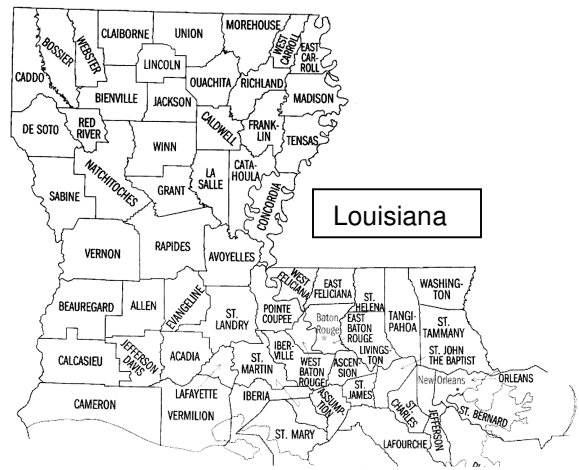 MOREHOUSE
CLAIBORNE
UNION
WEST
CARROLL
EAST
CAR-
ROLL
BOSSIER
WEBSTER
LINCOLN
CADDO
OUACHITA
RICHLAND
MADISON
BIENVILLE
JACKSON
DE SOTO
RED
RIVER
CALDWELL
FRANK-
LIN
TENSAS
WINN
NATCHITOCHES
LA
SALLE
CATA-
HOULA
SABINE
GRANT
CONCORDIA
Louisiana
VERNON
RAPIDES
AVOYELLES
WEST
FELICIANA
EAST
FELICIANA
ST.
HELENA
WASHING-
TON
BEAUREGARD
ALLEN
EVANGELINE
ST.
LANDRY
POINTE
COUPEE
Baton
Rouge
EAST
BATON
ROUGE
TANGI-
PAHOA
ST.
TAMMANY
CALCASIEU
JEFFERSON
DAVIS
ACADIA
ST.
MARTIN
IBER-
VILLE
WEST
BATON
ROUGE
ASCEN-
SION
LIVINGS-
TON
ST. JOHN
THE BAPTIST
New Orleans
ORLEANS
CAMERON
LAFAYETTE
VERMILION
IBERIA
ASSUMP-
TION
ST.
JAMES
ST.
CHARLES
ST. BERNARD
ST. MARY
LAFOURCHE
JEFFERSON